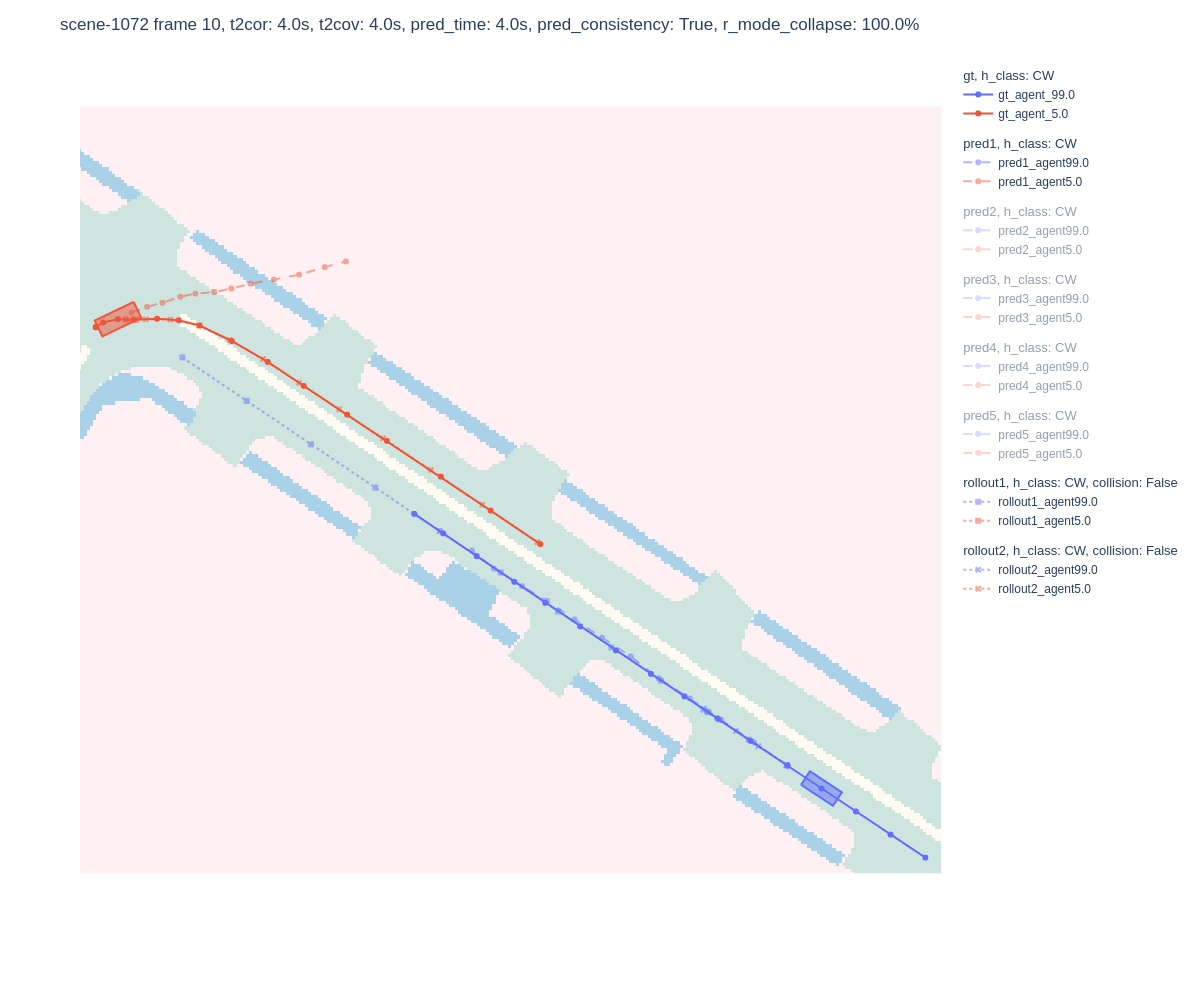 scene-1072 frame 10, t2cor: 4.0s, t2cov: 4.0s, pred_time: 4.0s, pred_consistency: True, r_mode_collapse: 100.0%
gt, h_class: CW
gt_agent_99.0
gt_agent_5.0
pred1, h_class: CW
pred1_agent99.0
pred1_agent5.0
pred2, h_class: CW
pred2_agent99.0
pred2_agent5.0
pred3, h_class: CW
pred3_agent99.0
pred3_agent5.0
pred4, h_class: CW
pred4_agent99.0
pred4_agent5.0
pred5, h_class: CW
pred5_agent99.0
pred5_agent5.0
rollout1, h_class: CW, collision: False
rollout1_agent99.0
rollout1_agent5.0
rollout2, h_class: CW, collision: False
rollout2_agent99.0
rollout2_agent5.0